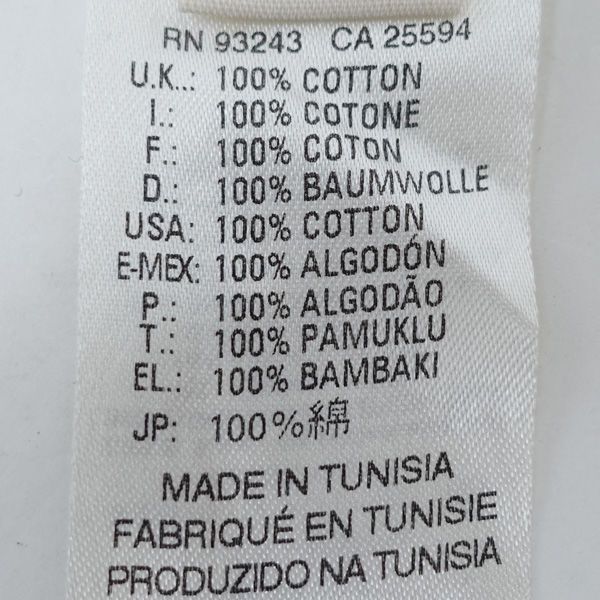 RN 93243 CA 25594
U.K..: 100% COTTON
I.: 100% COTONE
F.: 100% COTON
D.: 100% BAUMWOLLE
USA: 100% COTTON
E-MEX: 100% ALGODÓN
P.: 100% ALGODÃO
T.: 100% PAMUKLU
EL.: 100% BAMBAKI
JP: 100%綿
MADE IN TUNISIA
FABRIQUÉ EN TUNISIE
PRODUZIDO NA TUNISIA